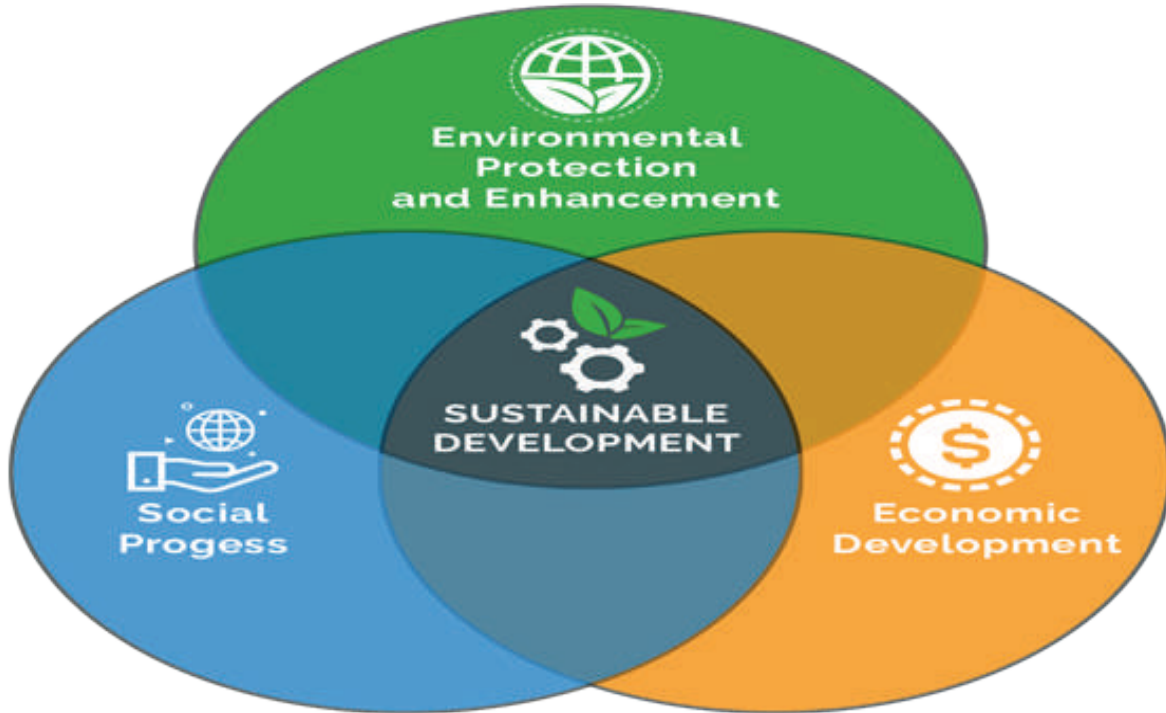 Environmental
Protection
and Enhancement
SUSTAINABLE
DEVELOPMENT
$
Social
Progess
Economic
Development